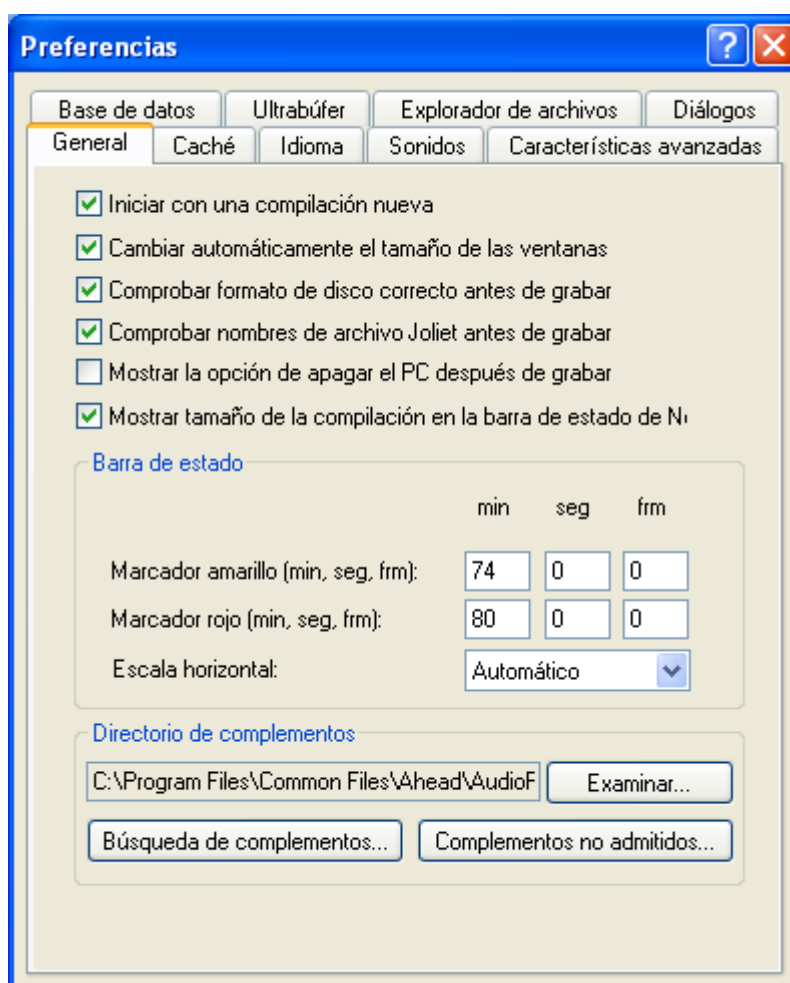 Preferencias
Base de datos Ultrabúfer Explorador de archivos Diálogos
General Caché Idioma Sonidos Características avanzadas
Iniciar con una compilación nueva
Cambiar automáticamente el tamaño de las ventanas
Comprobar formato de disco correcto antes de grabar
Comprobar nombres de archivo Joliet antes de grabar
Mostrar la opción de apagar el PC después de grabar
Mostrar tamaño de la compilación en la barra de estado de
Barra de estado
min seg frm
Marcador amarillo (min, seg, frm): 74 0 0
Marcador rojo (min, seg, frm): 80 0 0
Escala horizontal: Automático
Directorio de complementos
C:\Program Files\Common Files\Ahead\AudioF Examinar...
Búsqueda de complementos... Complementos no admitidos...